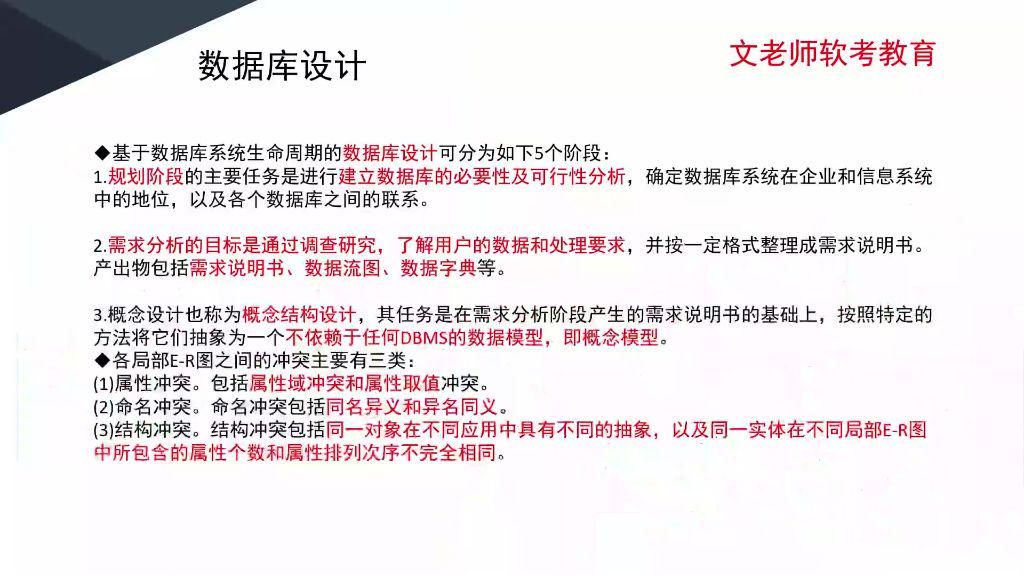 数据库设计
文老师软考教育
◆基于数据库系统生命周期的数据库设计可分为如下5个阶段：
1.规划阶段的主要任务是进行建立数据库的必要性及可行性分析，确定数据库系统在企业和信息系统
中的地位，以及各个数据库之间的联系。
2.需求分析的目标是通过调查研究，了解用户的数据和处理要求，并按一定格式整理成需求说明书。
产出物包括需求说明书、数据流图、数据字典等。
3.概念设计也称为概念结构设计，其任务是在需求分析阶段产生的需求说明书的基础上，按照特定的
方法将它们抽象为一个不依赖于任何DBMS的数据模型，即概念模型。
◆各局部E-R图之间的冲突主要有三类：
(1)属性冲突。包括属性域冲突和属性取值冲突。
(2)命名冲突。命名冲突包括同名异义和异名同义。
(3)结构冲突。结构冲突包括同一对象在不同应用中具有不同的抽象，以及同一实体在不同局部E-R图
中所包含的属性个数和属性排列次序不完全相同。